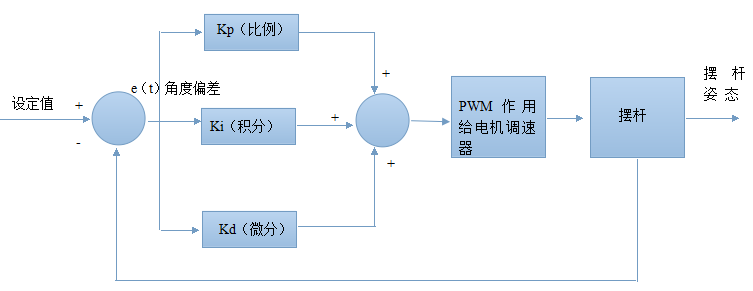 Kp（比例）
+
e（t）角度偏差
设定值
+
-
Ki（积分）
+
PWM 作用
给电机调速
器
摆杆
摆 杆
姿态
+
Kd（微分）